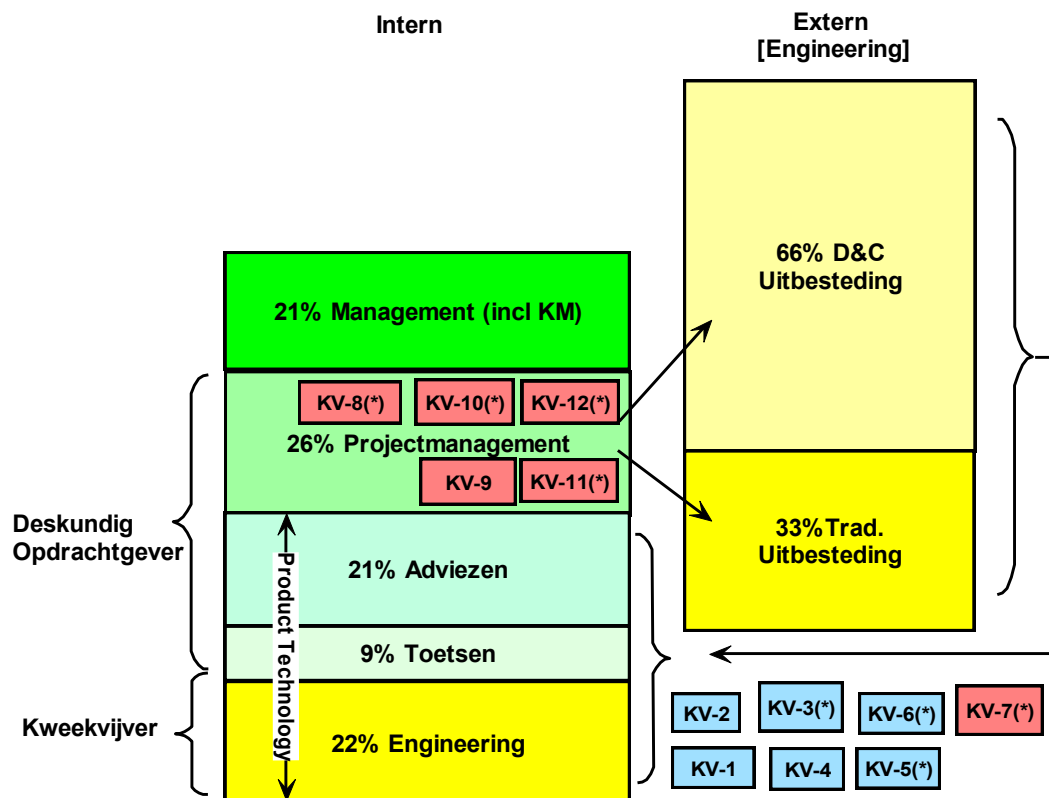 Intern
Extern
[Engineering]
66% D&C
Uitbesteding
21% Management (incl KM)
KV-8(*)
KV-10(*)
KV-12(*)
26% Projectmanagement
KV-9
KV-11(*)
Deskundig
Opdrachtgever
33%Trad.
Uitbesteding
21% Adviezen
Product Technology
9% Toetsen
Kweekvijver
22% Engineering
KV-2
KV-3(*)
KV-6(*)
KV-7(*)
KV-1
KV-4
KV-5(*)